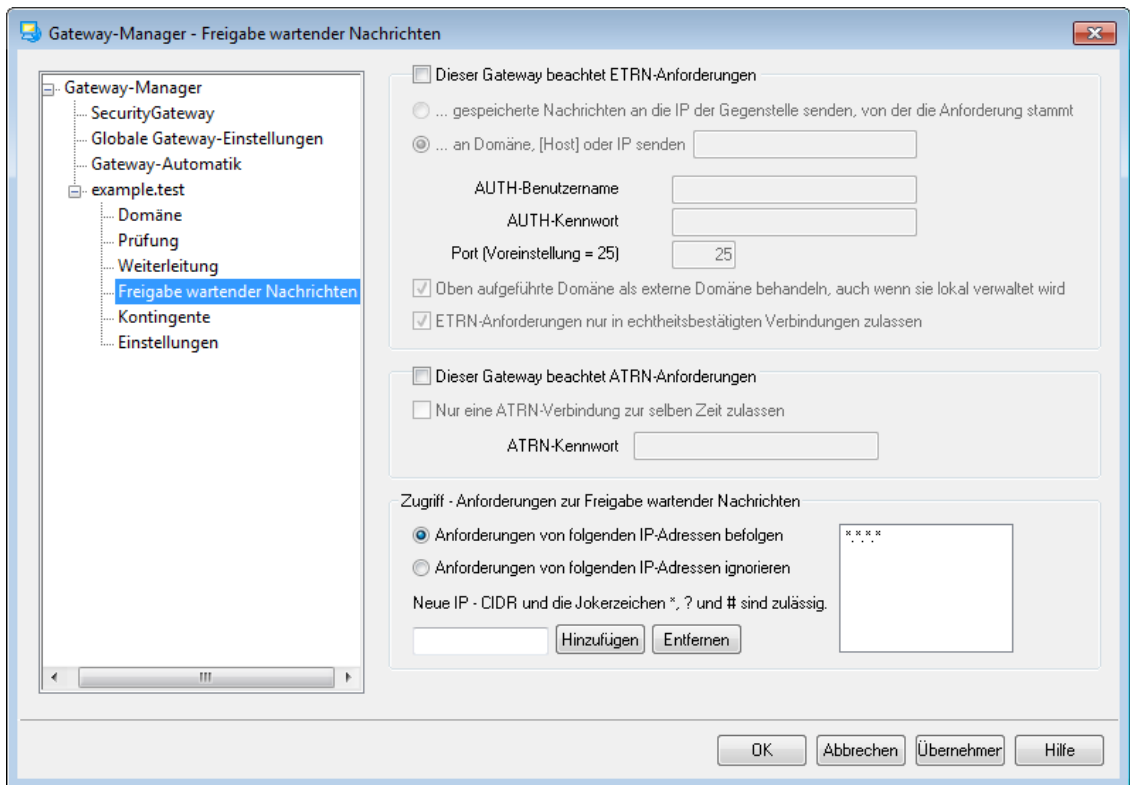 Gateway-Manager - Freigabe wartender Nachrichten
Gateway-Manager
SecurityGateway
Globale Gateway-Einstellungen
Gateway-Automatik
example.test
Domäne
Prüfung
Weiterleitung
Freigabe wartender Nachrichten
Kontingente
Einstellungen
Dieser Gateway beachtet ETRN-Anforderungen
... gespeicherte Nachrichten an die IP der Gegenstelle senden, von der die Anforderung stammt
... an Domäne, [Host] oder IP senden
AUTH-Benutzername
AUTH-Kennwort
Port (Voreinstellung = 25) 25
Oben aufgeführte Domäne als externe Domäne behandeln, auch wenn sie lokal verwaltet wird
ETRN-Anforderungen nur in echtheitsbestätigten Verbindungen zulassen
Dieser Gateway beachtet ATRN-Anforderungen
Nur eine ATRN-Verbindung zur selben Zeit zulassen
ATRN-Kennwort
Zugriff - Anforderungen zur Freigabe wartender Nachrichten
Anforderungen von folgenden IP-Adressen befolgen
*.*.*.*
Anforderungen von folgenden IP-Adressen ignorieren
Neue IP - CIDR und die Jokerzeichen *, ? und # sind zulässig.
Hinzufügen Entfernen
OK Abbrechen Übernehmer Hilfe